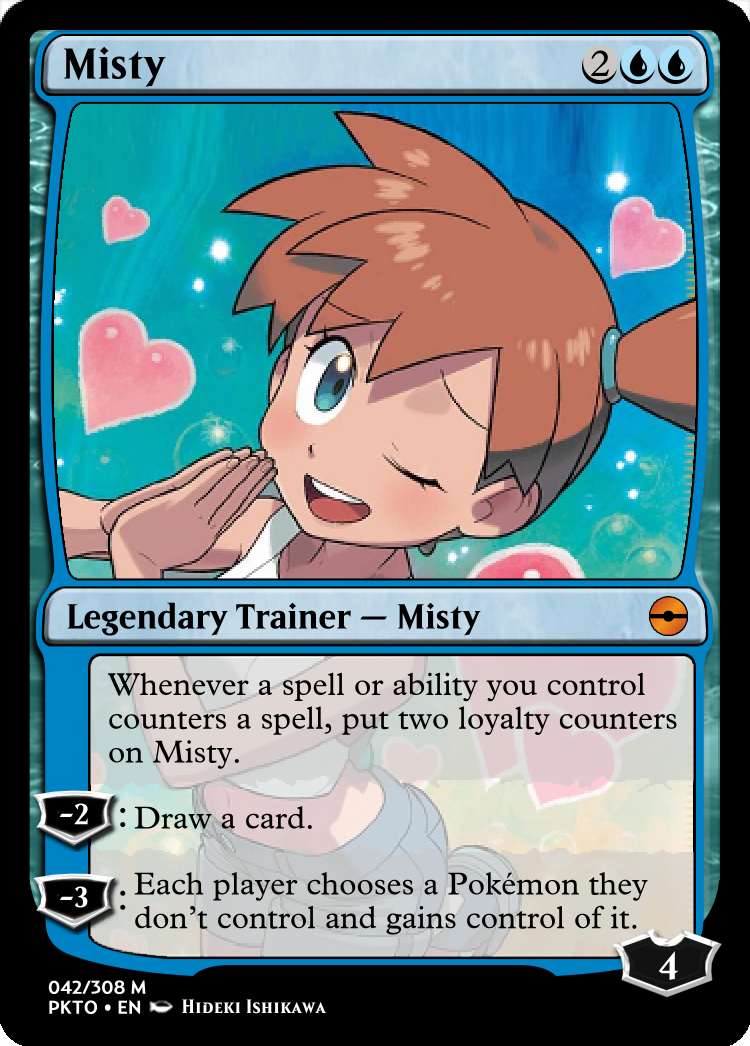 Misty 2
Legendary Trainer — Misty
Whenever a spell or ability you control
counters a spell, put two loyalty counters
on Misty.
-2 : Draw a card.
-3 : Each player chooses a Pokémon they
don't control and gains control of it.
4
042/308 M
PKTO • EN Hideki Ishikawa